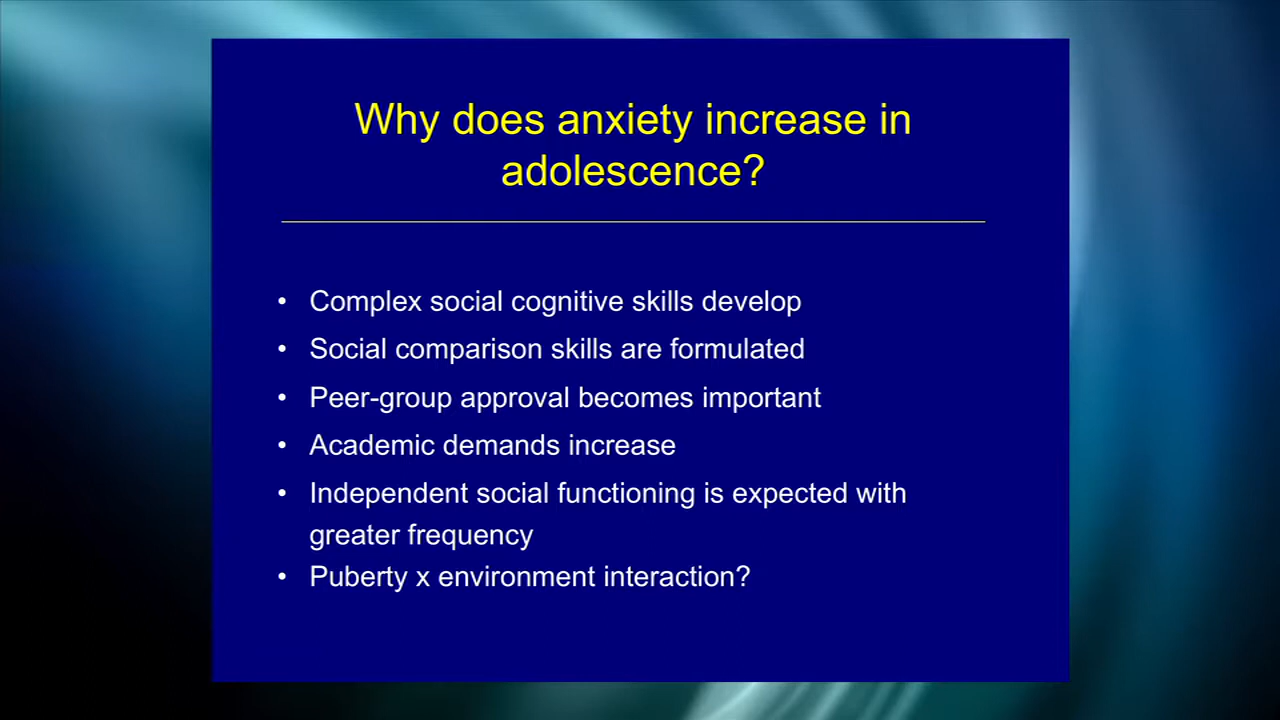 Why does anxiety increase in
adolescence?
• Complex social cognitive skills develop
• Social comparison skills are formulated
• Peer-group approval becomes important
• Academic demands increase
• Independent social functioning is expected with
greater frequency
• Puberty x environment interaction?